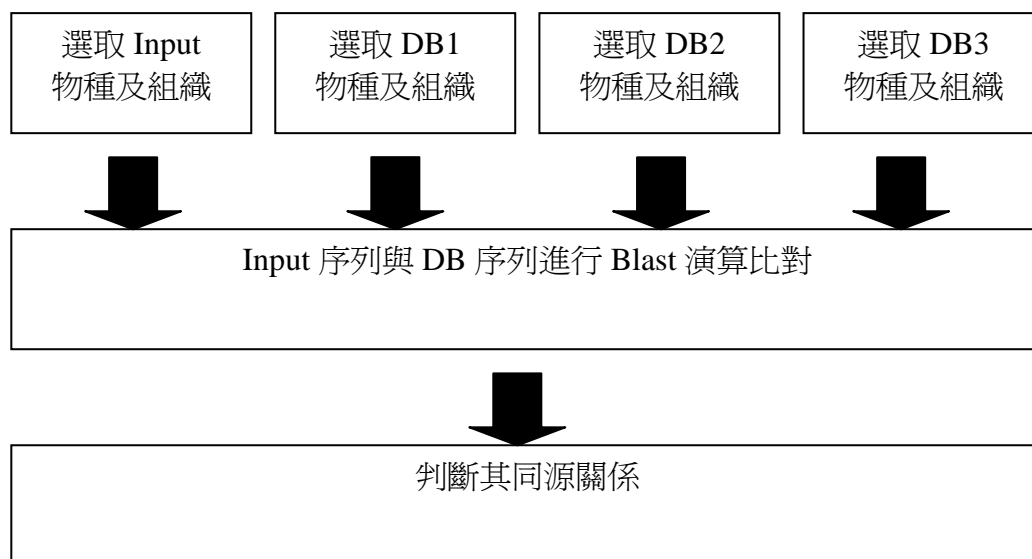 選取 Input
物種及組織
選取 DB1
物種及組織
選取 DB2
物種及組織
選取 DB3
物種及組織
Input 序列與 DB 序列進行 Blast 演算比對
判斷其同源關係